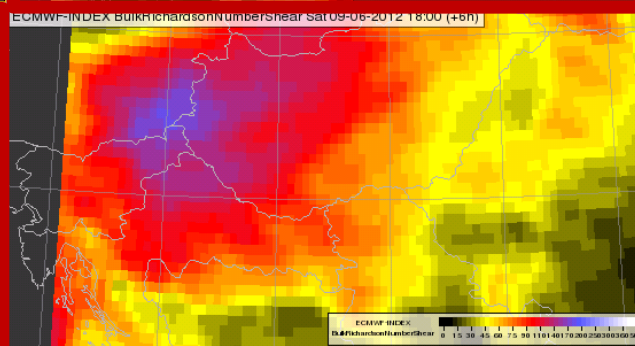 ECMWF-INDEX BulkRichardsonNumberShear Sat 09-06-2012 18:00 (+6h)
ECMWF-INDEX
BulkRichardsonNumberShear 0 15 30 45 60 75 90 110 140 170 200 250 300 360